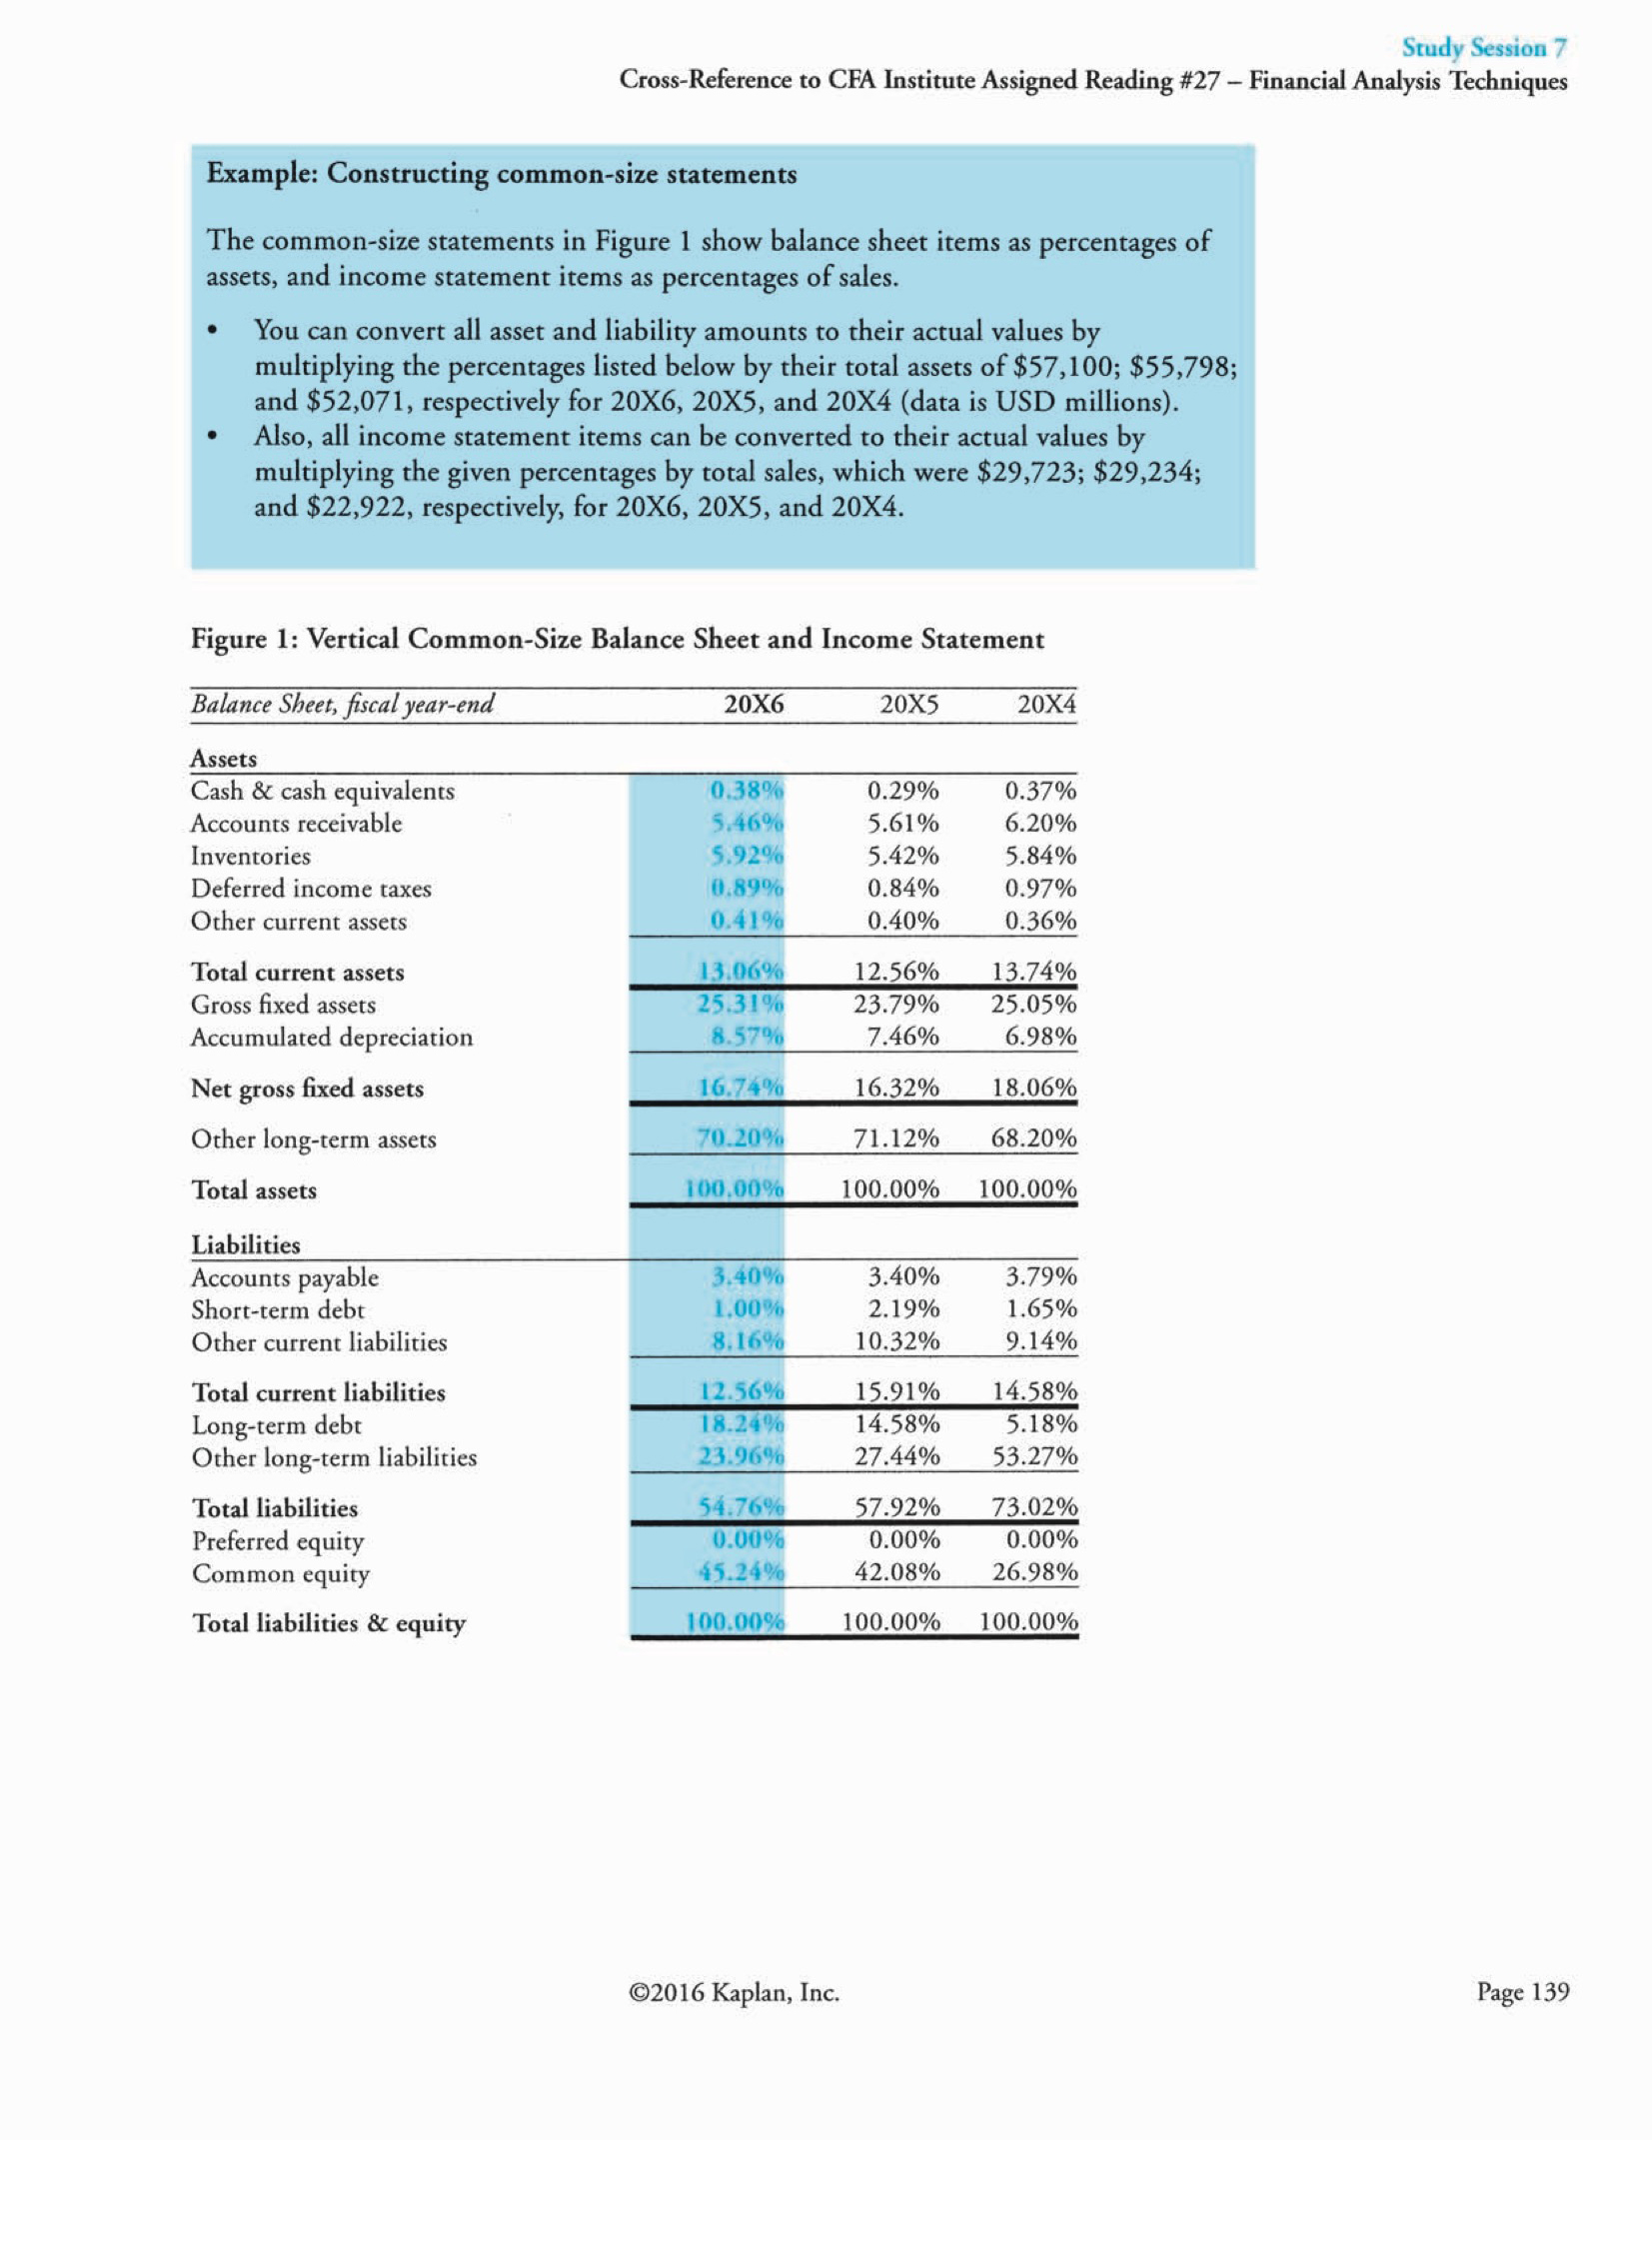 Study Session 7
Cross-Reference to CFA Institute Assigned Reading #27 – Financial Analysis Techniques
Example: Constructing common-size statements
The common-size statements in Figure 1 show balance sheet items as percentages of
assets, and income statement items as percentages of sales.
• You can convert all asset and liability amounts to their actual values by
multiplying the percentages listed below by their total assets of $57,100; $55,798;
and $52,071, respectively for 20X6, 20X5, and 20X4 (data is USD millions).
• Also, all income statement items can be converted to their actual values by
multiplying the given percentages by total sales, which were $29,723; $29,234;
and $22,922, respectively, for 20X6, 20X5, and 20X4.
Figure 1: Vertical Common-Size Balance Sheet and Income Statement
Balance Sheet, fiscal year-end 20X6 20X5 20X4
Assets
Cash & cash equivalents 0.38% 0.29% 0.37%
Accounts receivable 5.46% 5.61% 6.20%
Inventories 5.92% 5.42% 5.84%
Deferred income taxes 0.89% 0.84% 0.97%
Other current assets 0.41% 0.40% 0.36%
Total current assets 13.06% 12.56% 13.74%
Gross fixed assets 25.31% 23.79% 25.05%
Accumulated depreciation 8.57% 7.46% 6.98%
Net gross fixed assets 16.74% 16.32% 18.06%
Other long-term assets 70.20% 71.12% 68.20%
Total assets 100.00% 100.00% 100.00%
Liabilities
Accounts payable 3.40% 3.40% 3.79%
Short-term debt 1.00% 2.19% 1.65%
Other current liabilities 8.16% 10.32% 9.14%
Total current liabilities 12.56% 15.91% 14.58%
Long-term debt 18.24% 14.58% 5.18%
Other long-term liabilities 23.96% 27.44% 53.27%
Total liabilities 54.76% 57.92% 73.02%
Preferred equity 0.00% 0.00% 0.00%
Common equity 45.24% 42.08% 26.98%
Total liabilities & equity 100.00% 100.00% 100.00%
©2016 Kaplan, Inc.
Page 139